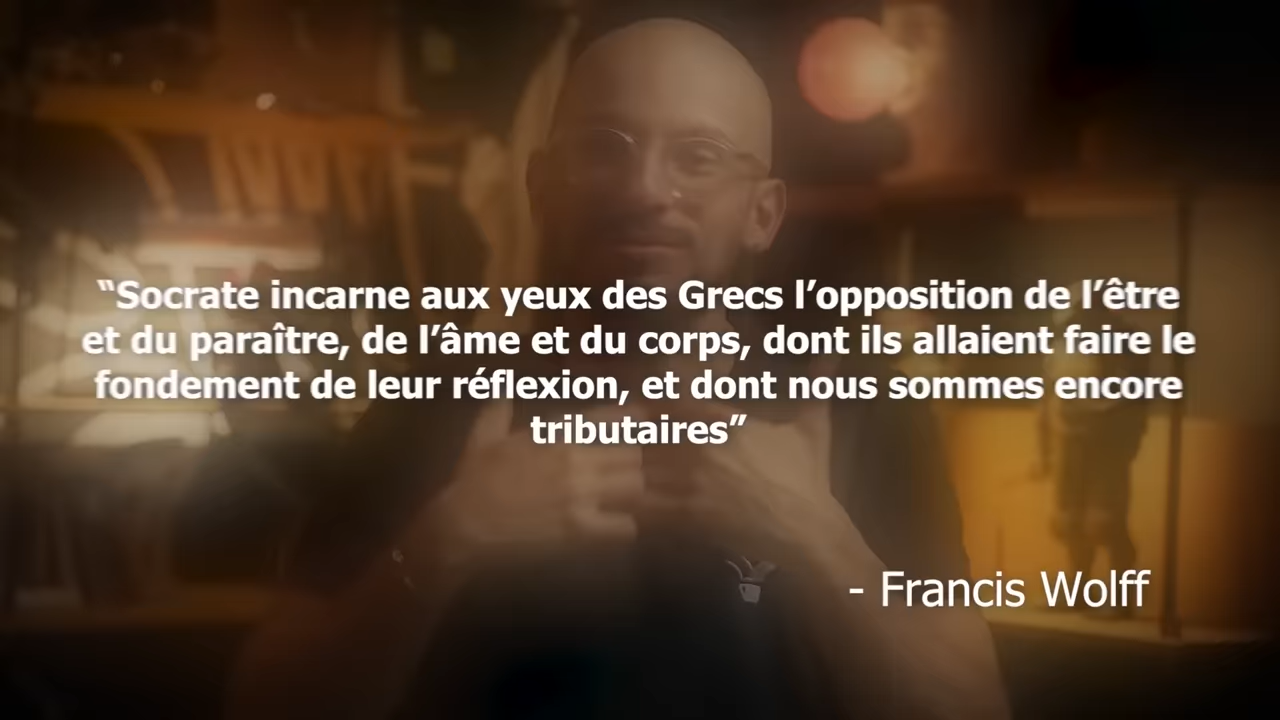 “Socrate incarne aux yeux des Grecs l’opposition de l’être
et du paraître, de l’âme et du corps, dont ils allaient faire le
fondement de leur réflexion, et dont nous sommes encore
tributaires”
- Francis Wolff